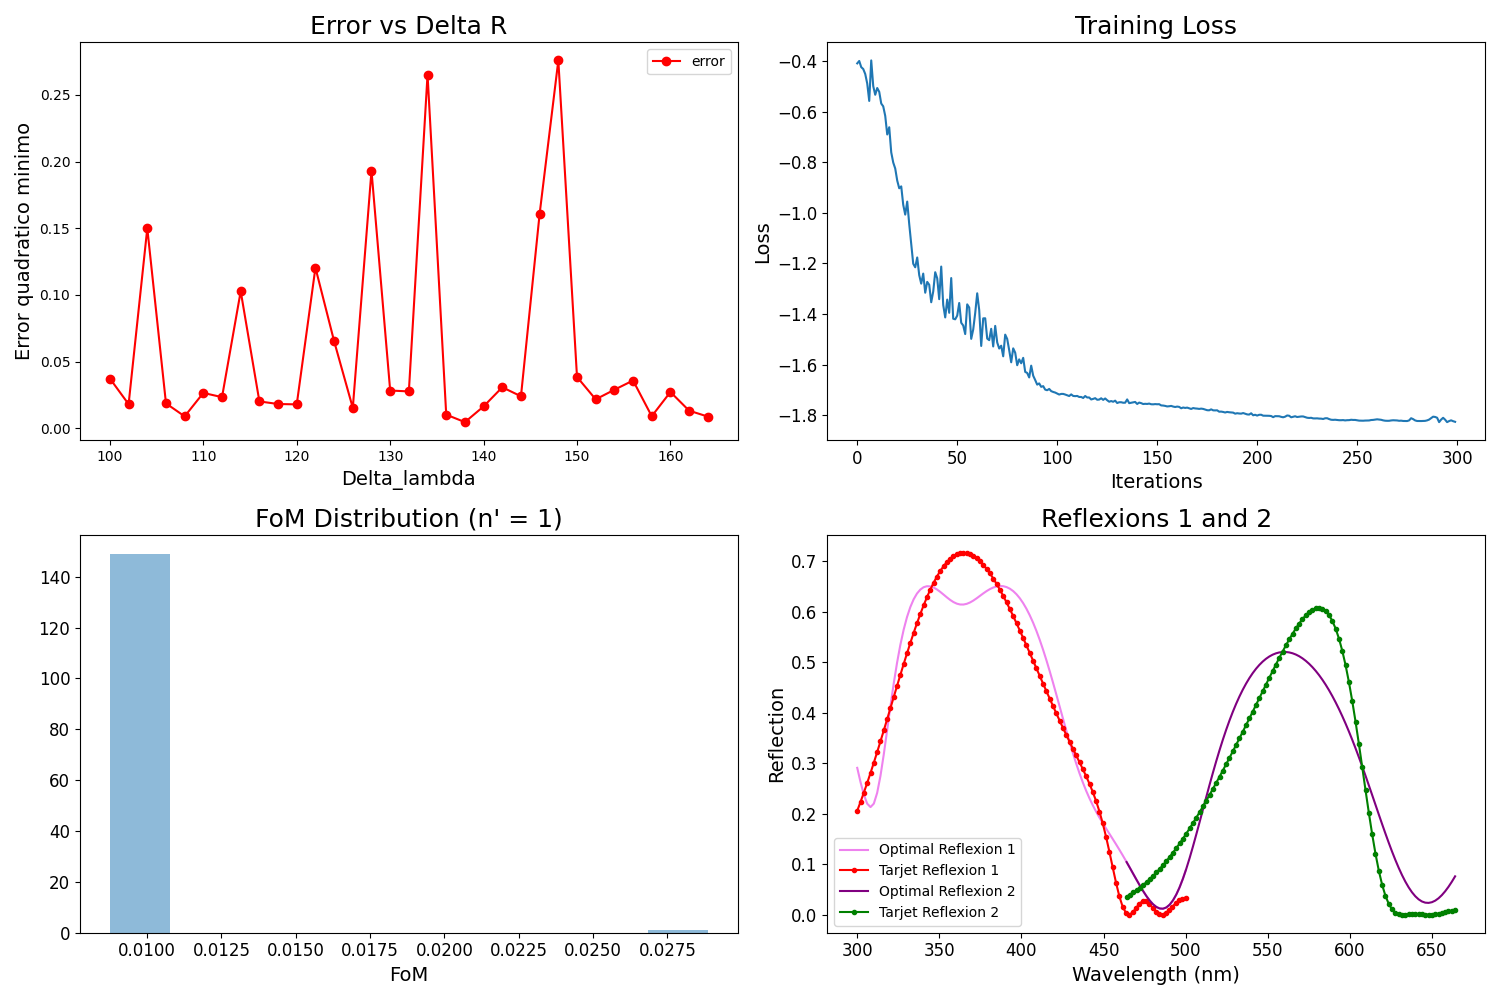 Error vs Delta R
error
Error quadratico minimo
0.25
0.20
0.15
0.10
0.05
0.00
100 110 120 130 140 150 160
Delta_lambda
Training Loss
Loss
−0.4
−0.6
−0.8
−1.0
−1.2
−1.4
−1.6
−1.8
0 50 100 150 200 250 300
Iterations
FoM Distribution (n' = 1)
140
120
100
80
60
40
20
0
0.0100 0.0125 0.0150 0.0175 0.0200 0.0225 0.0250 0.0275
FoM
Reflexions 1 and 2
Reflection
0.7
0.6
0.5
0.4
0.3
0.2
0.1
0.0
Optimal Reflexion 1
Tarjet Reflexion 1
Optimal Reflexion 2
Tarjet Reflexion 2
300 350 400 450 500 550 600 650
Wavelength (nm)